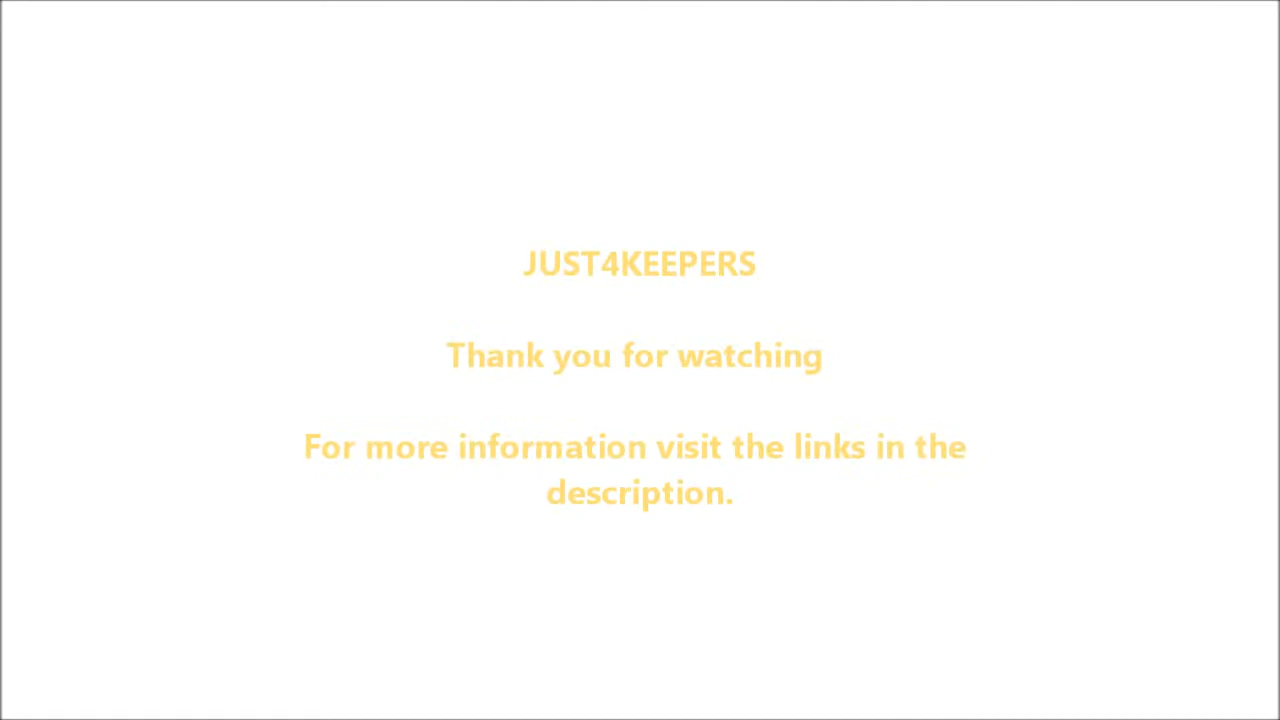 JUST4KEEPERS
Thank you for watching
For more information visit the links in the
description.